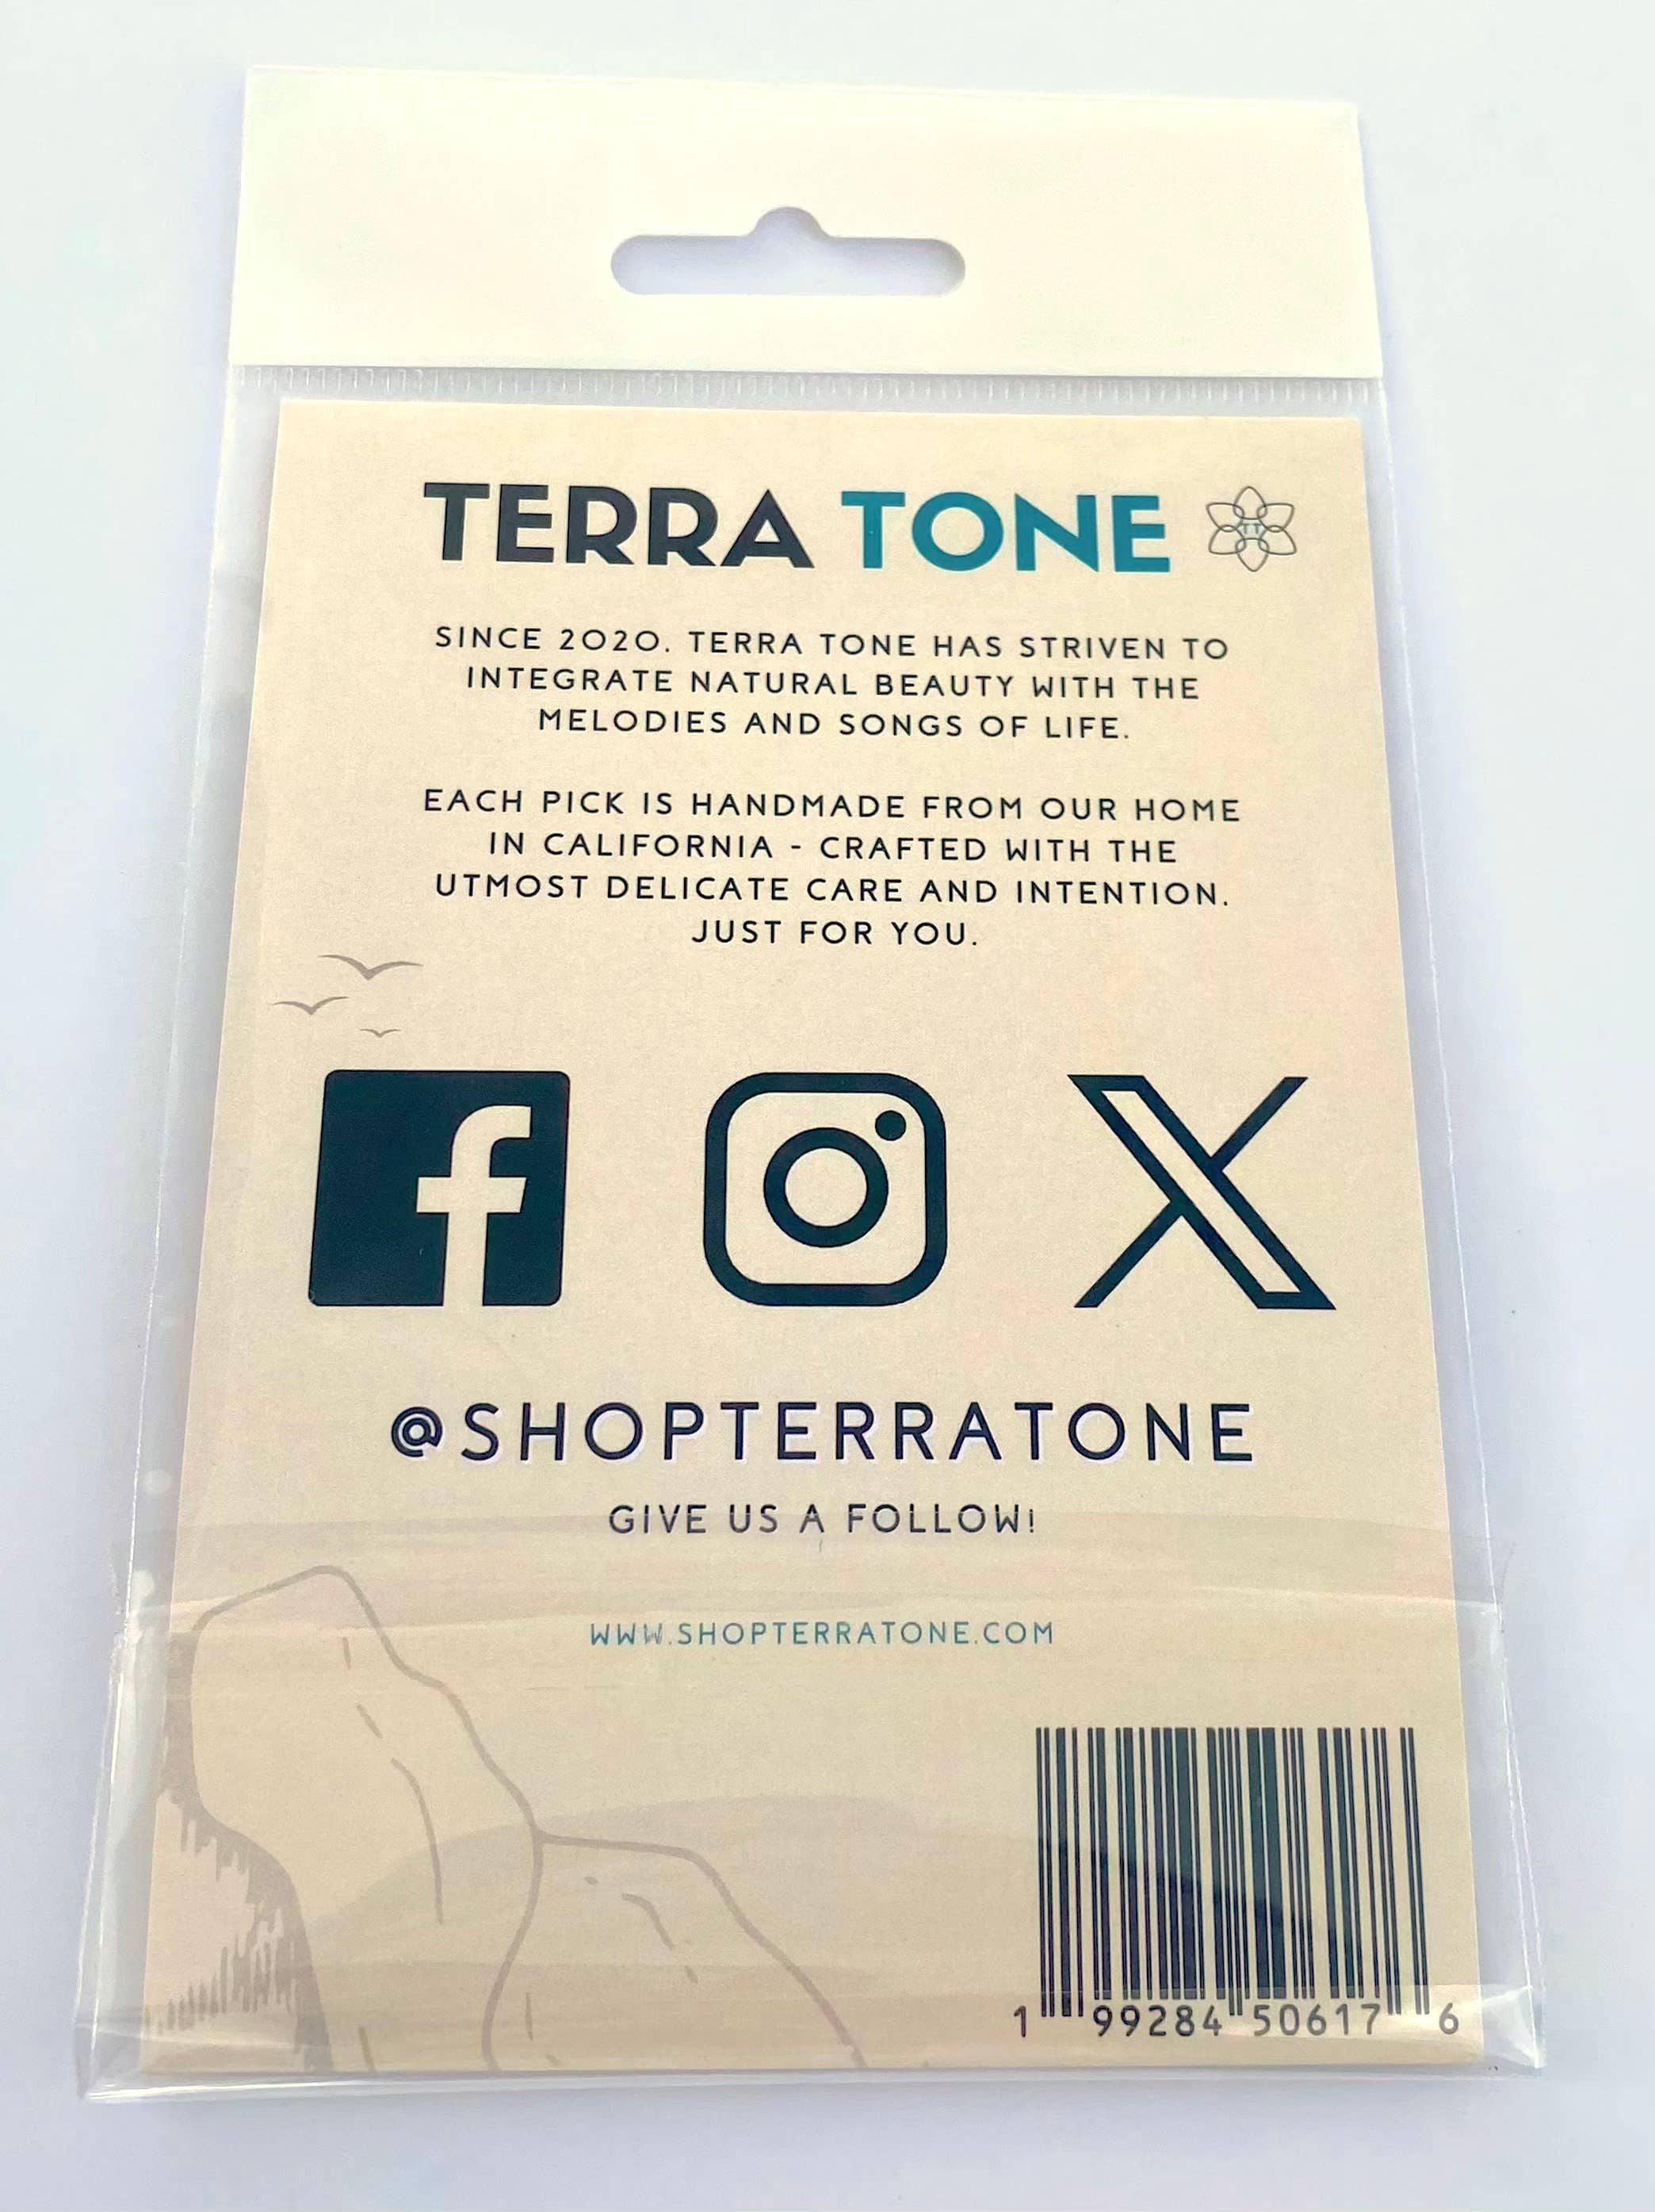 TERRA TONE
TT
SINCE 2020. TERRA TONE HAS STRIVEN TO
INTEGRATE NATURAL BEAUTY WITH THE
MELODIES AND SONGS OF LIFE.
EACH PICK IS HANDMADE FROM OUR HOME
IN CALIFORNIA - CRAFTED WITH THE
UTMOST DELICATE CARE AND INTENTION.
JUST FOR YOU.
@SHOPTERRATONE
GIVE US A FOLLOW!
WWW.SHOPTERRATONE.COM
1 99284 50617 6